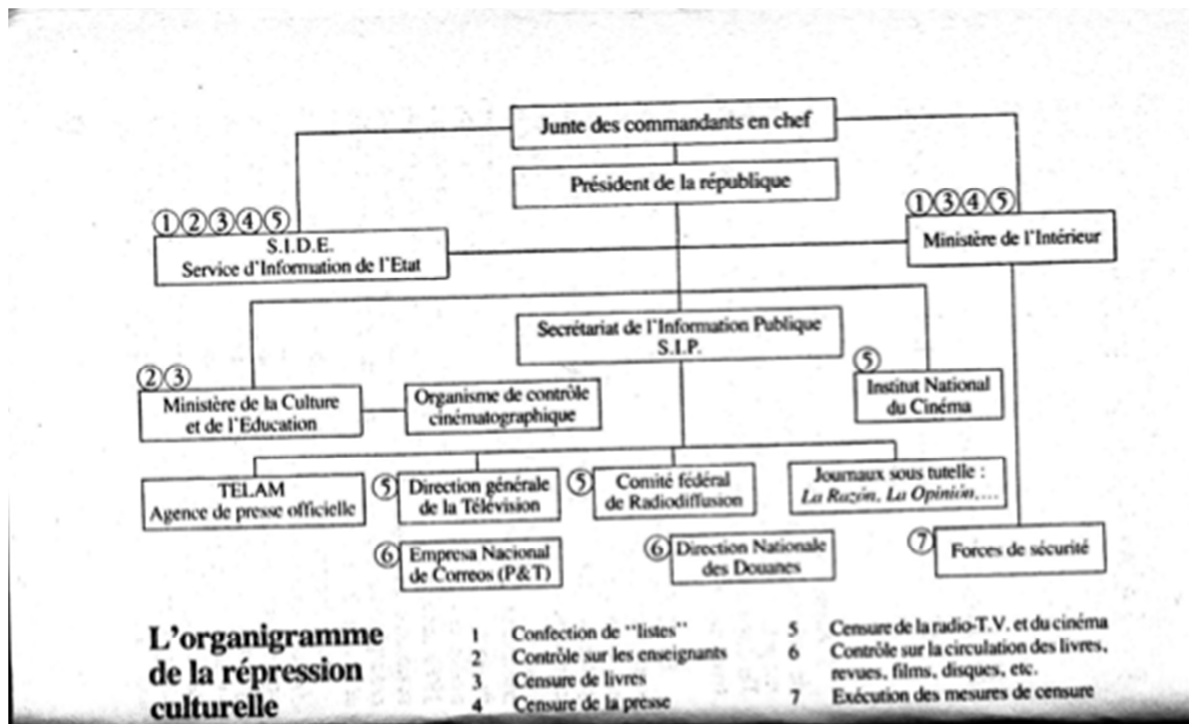 Junte des commandants en chef
Président de la république
①②③④⑤
S.I.D.E.
Service d'Information de l'Etat
①③④⑤
Ministère de l'Intérieur
Secrétariat de l'Information Publique
S.I.P.
②③
Ministère de la Culture
et de l'Education
Organisme de contrôle
cinématographique
⑤
Institut National
du Cinéma
TELAM
Agence de presse officielle
⑤ Direction générale
de la Télévision
⑤ Comité fédéral
de Radiodiffusion
Journaux sous tutelle :
La Razón, La Opinión,...
⑥ Empresa Nacional
de Correos (P&T)
⑥ Direction Nationale
des Douanes
⑦ Forces de sécurité
L'organigramme
de la répression
culturelle
1 Confection de "listes"
2 Contrôle sur les enseignants
3 Censure de livres
4 Censure de la presse
5 Censure de la radio-T.V. et du cinéma
6 Contrôle sur la circulation des livres,
revues, films, disques, etc.
7 Exécution des mesures de censure